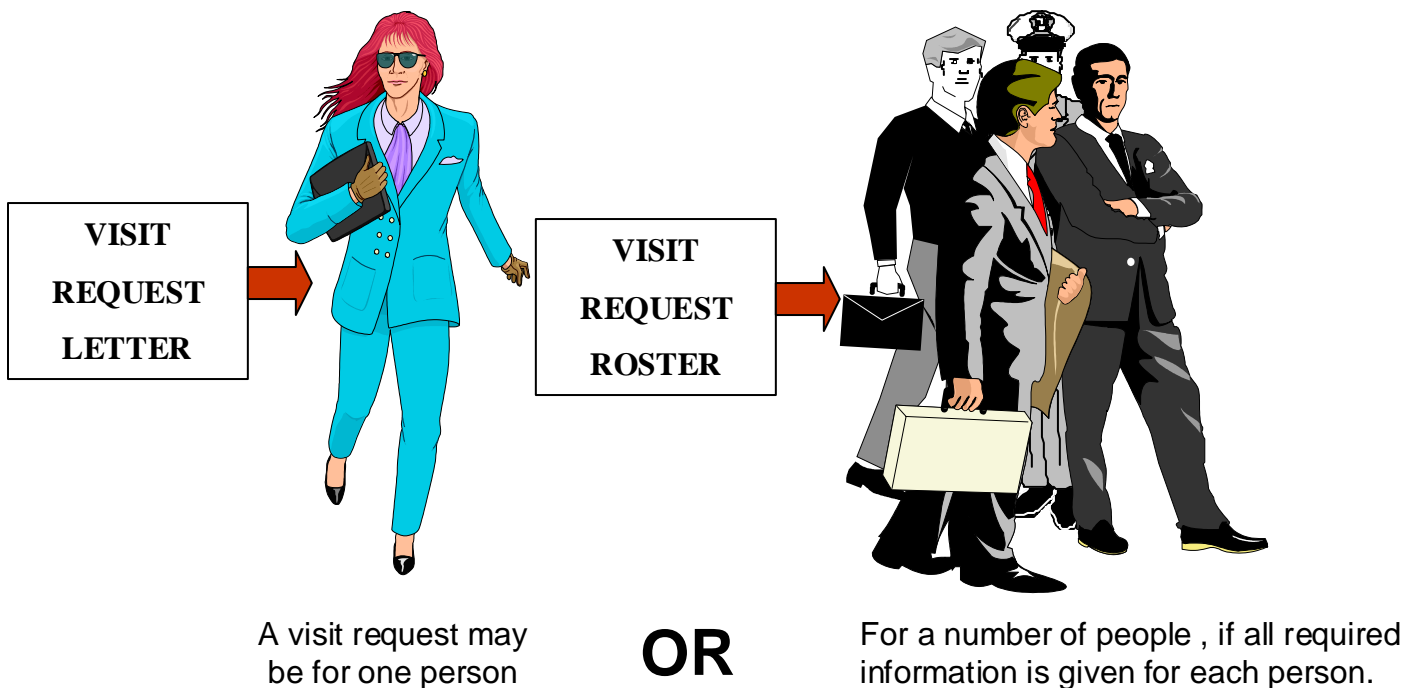 VISIT
REQUEST
LETTER
VISIT
REQUEST
ROSTER
A visit request may
be for one person
OR
For a number of people , if all required
information is given for each person.